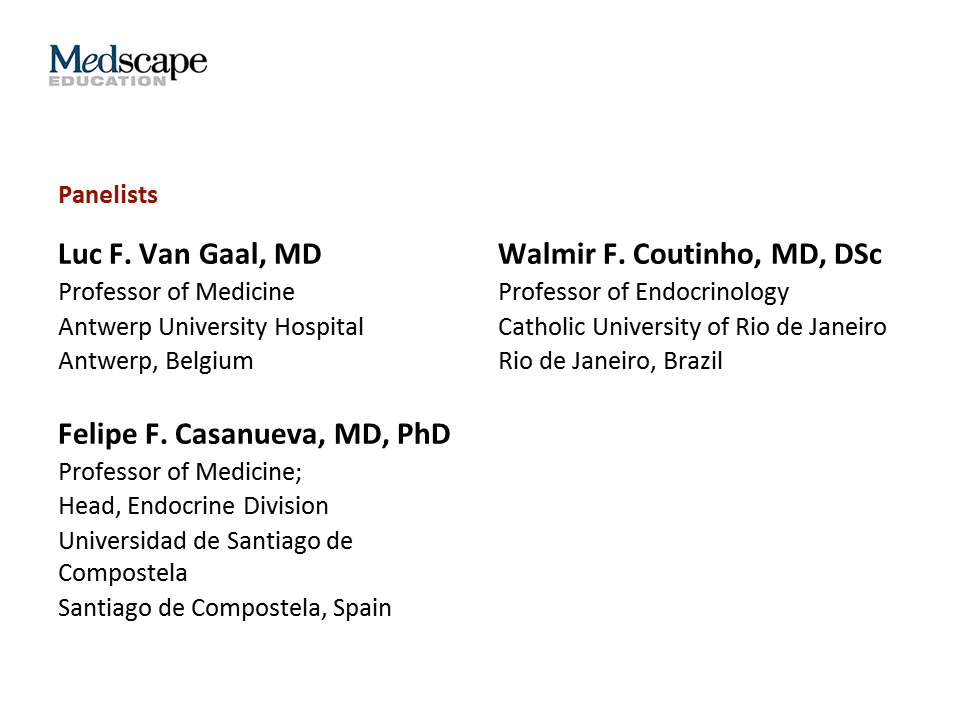 Medscape
EDUCATION
Panelists
Luc F. Van Gaal, MD
Professor of Medicine
Antwerp University Hospital
Antwerp, Belgium
Walmir F. Coutinho, MD, DSc
Professor of Endocrinology
Catholic University of Rio de Janeiro
Rio de Janeiro, Brazil
Felipe F. Casanueva, MD, PhD
Professor of Medicine;
Head, Endocrine Division
Universidad de Santiago de
Compostela
Santiago de Compostela, Spain